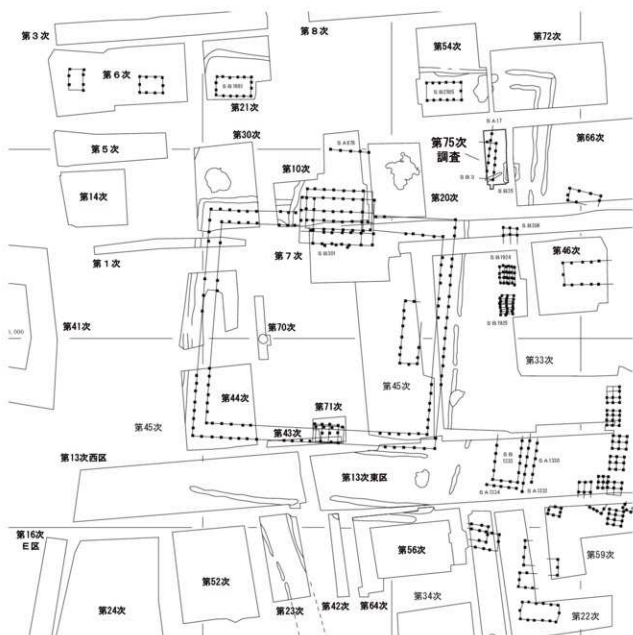 第3次
第8次
第72次
第54次
第6次
第21次
第30次
第5次
第10次
第75次
調査
第66次
第14次
第20次
第46次
第1次
第7次
第41次
第70次
第33次
第45次
第44次
第71次
第45次
第43次
第13次西区
第13次東区
第16次
E区
第56次
第59次
第52次
第24次
第23次
第42次
第64次
第34次
第22次